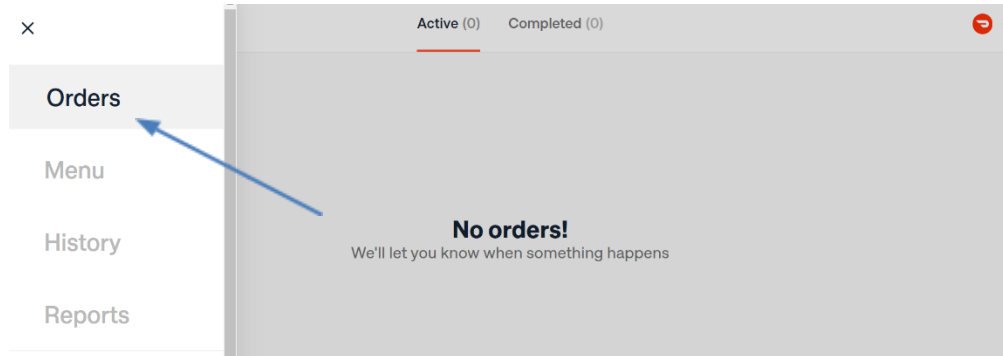 Active (0) Completed (0)
Orders
Menu
History
Reports
No orders!
We'll let you know when something happens